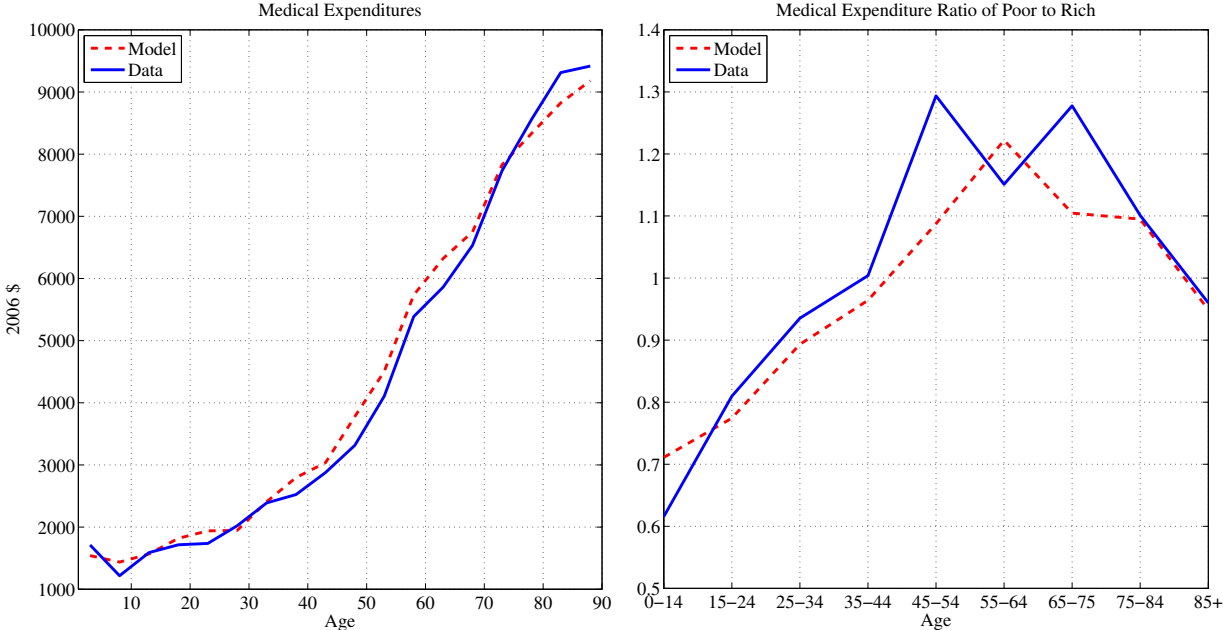 Medical Expenditures
10000
9000
8000
7000
6000
5000
4000
3000
2000
1000
2006 $
Model
Data
10 20 30 40 50 60 70 80 90
Age
Medical Expenditure Ratio of Poor to Rich
1.4
1.3
1.2
1.1
1
0.9
0.8
0.7
0.6
0.5
Model
Data
0−14 15−24 25−34 35−44 45−54 55−64 65−75 75−84 85+
Age